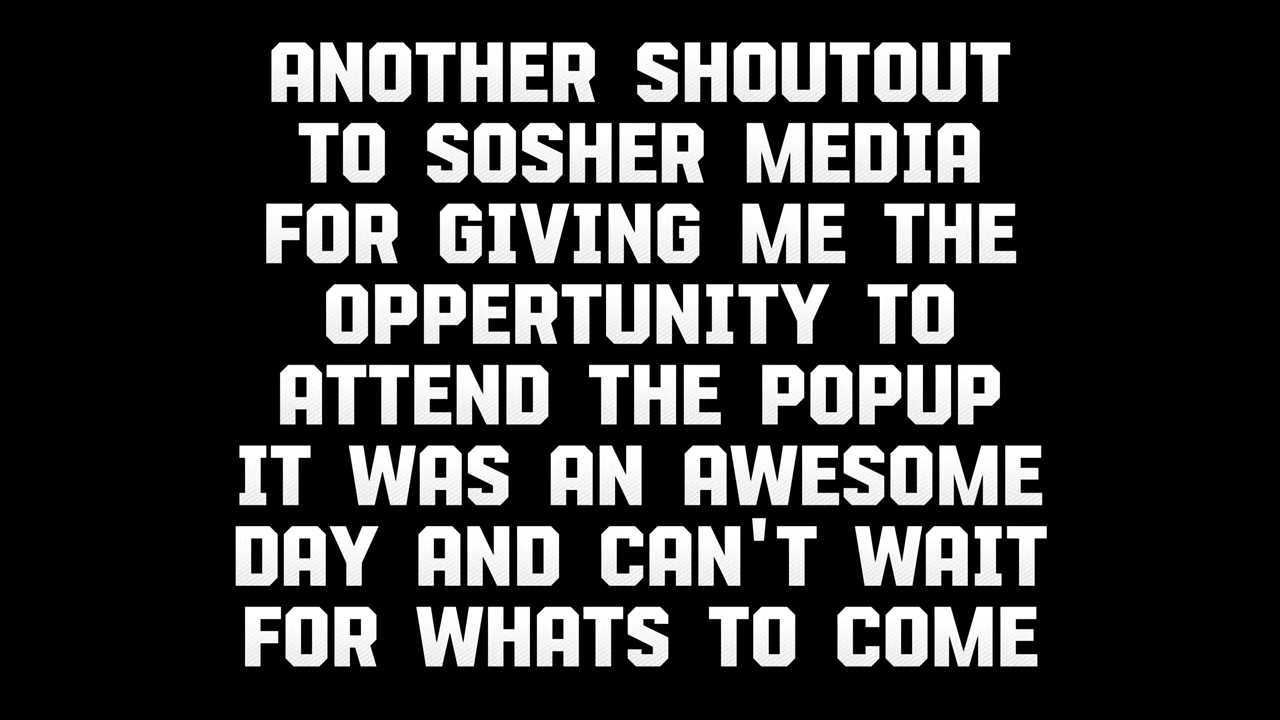 ANOTHER SHOUTOUT
TO SOSHER MEDIA
FOR GIVING ME THE
OPPERTUNITY TO
ATTEND THE POPUP
IT WAS AN AWESOME
DAY AND CAN'T WAIT
FOR WHATS TO COME